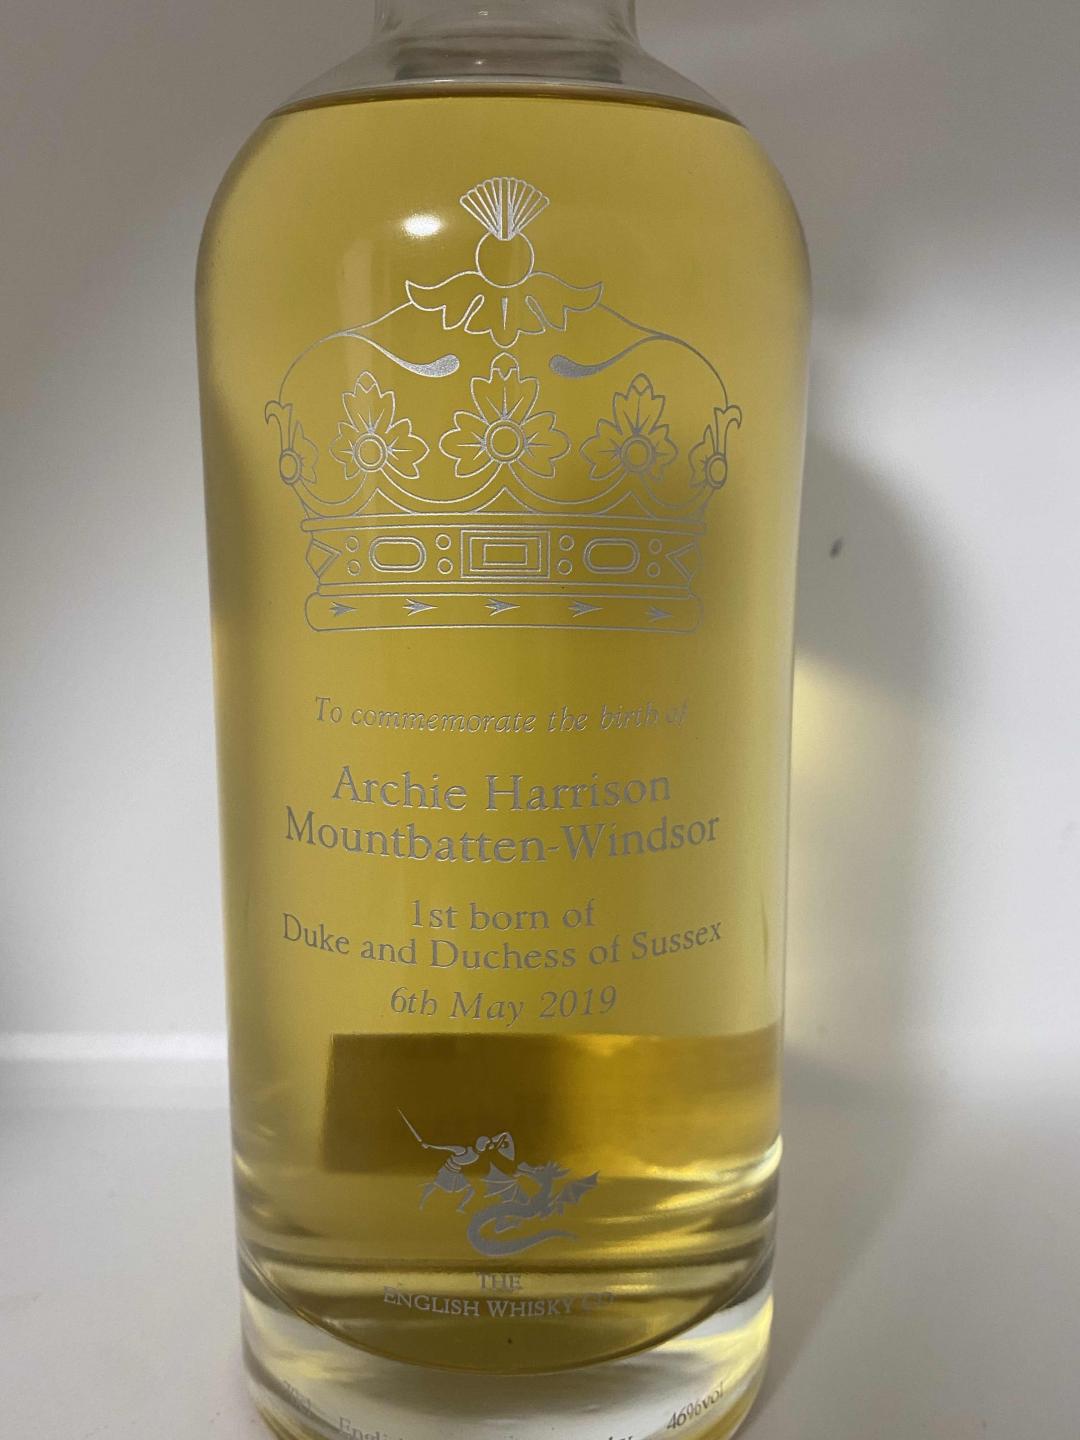 To commemorate the birth of
Archie Harrison
Mountbatten-Windsor
1st born of
Duke and Duchess of Sussex
6th May 2019
THE
ENGLISH WHISKY CO
46%vol